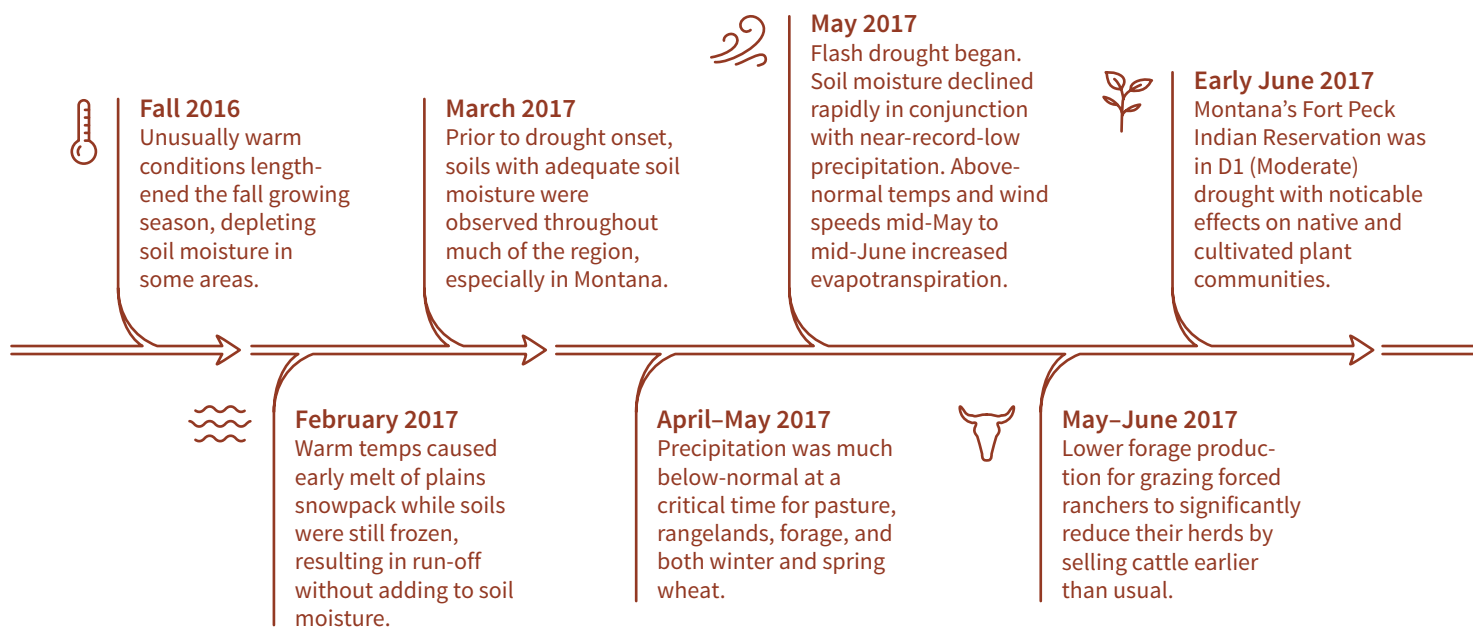 Fall 2016
Unusually warm
conditions length-
ened the fall growing
season, depleting
soil moisture in
some areas.
February 2017
Warm temps caused
early melt of plains
snowpack while soils
were still frozen,
resulting in run-off
without adding to soil
moisture.
March 2017
Prior to drought onset,
soils with adequate soil
moisture were
observed throughout
much of the region,
especially in Montana.
April–May 2017
Precipitation was much
below-normal at a
critical time for pasture,
rangelands, forage, and
both winter and spring
wheat.
May 2017
Flash drought began.
Soil moisture declined
rapidly in conjunction
with near-record-low
precipitation. Above-
normal temps and wind
speeds mid-May to
mid-June increased
evapotranspiration.
May–June 2017
Lower forage produc-
tion for grazing forced
ranchers to significantly
reduce their herds by
selling cattle earlier
than usual.
Early June 2017
Montana's Fort Peck
Indian Reservation was
in D1 (Moderate)
drought with noticable
effects on native and
cultivated plant
communities.